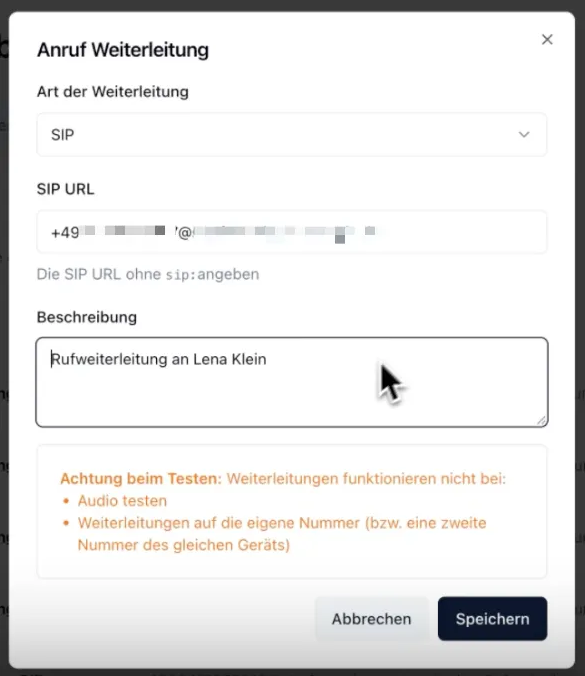 Anruf Weiterleitung
Art der Weiterleitung
SIP
SIP URL
+49 7@
Die SIP URL ohne sip:angeben
Beschreibung
Rufweiterleitung an Lena Klein
Achtung beim Testen: Weiterleitungen funktionieren nicht bei:
• Audio testen
• Weiterleitungen auf die eigene Nummer (bzw. eine zweite
Nummer des gleichen Geräts)
Abbrechen
Speichern